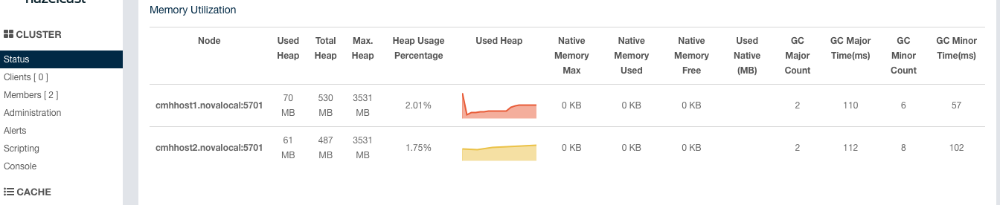 hazelcast
Memory Utilization
CLUSTER
Status
Clients [ 0 ]
Members [ 2 ]
Administration
Alerts
Scripting
Console
CACHE
Node Used Heap Total Heap Max. Heap Heap Usage Percentage Used Heap Native Memory Max Native Memory Used Native Memory Free Used Native (MB) GC Major Count GC Major Time(ms) GC Minor Count GC Minor Time(ms)
cmhhost1.novalocal:5701 70 MB 530 MB 3531 MB 2.01% 0 KB 0 KB 0 KB 2 110 6 57
cmhhost2.novalocal:5701 61 MB 487 MB 3531 MB 1.75% 0 KB 0 KB 0 KB 2 112 8 102